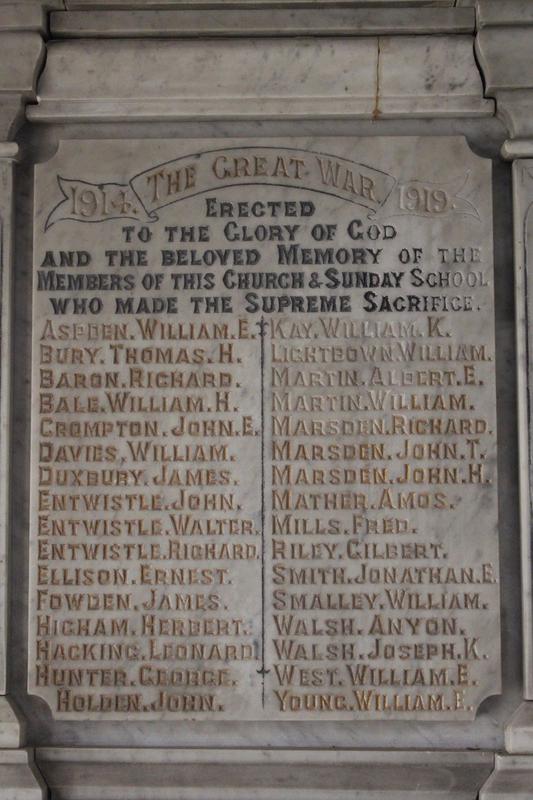 1914. THE GREAT WAR. 1919.
ERECTED
TO THE GLORY OF GOD
AND THE BELOVED MEMORY OF THE
MEMBERS OF THIS CHURCH & SUNDAY SCHOOL
WHO MADE THE SUPREME SACRIFICE.
ASPDEN. WILLIAM. E.
BURY. THOMAS. H.
BARON. RICHARD.
BALE. WILLIAM. H.
CROMPTON. JOHN. E.
DAVIES. WILLIAM.
DUXBURY. JAMES.
ENTWISTLE. JOHN.
ENTWISTLE. WALTER.
ENTWISTLE. RICHARD.
ELLISON. ERNEST.
FOWDEN. JAMES.
HIGHAM. HERBERT.
HACKING. LEONARD.
HUNTER. GEORGE.
HOLDEN. JOHN.
KAY. WILLIAM. K.
LIGHTBOWN. WILLIAM.
MARTIN. ALBERT. E.
MARTIN. WILLIAM.
MARSDEN. RICHARD.
MARSDEN. JOHN. T.
MARSDEN. JOHN. H.
MATHER. AMOS.
MILLS. FRED.
RILEY. GILBERT.
SMITH. JONATHAN. E.
SMALLEY. WILLIAM.
WALSH. ANYON.
WALSH. JOSEPH. K.
WEST. WILLIAM. E.
YOUNG. WILLIAM. E.